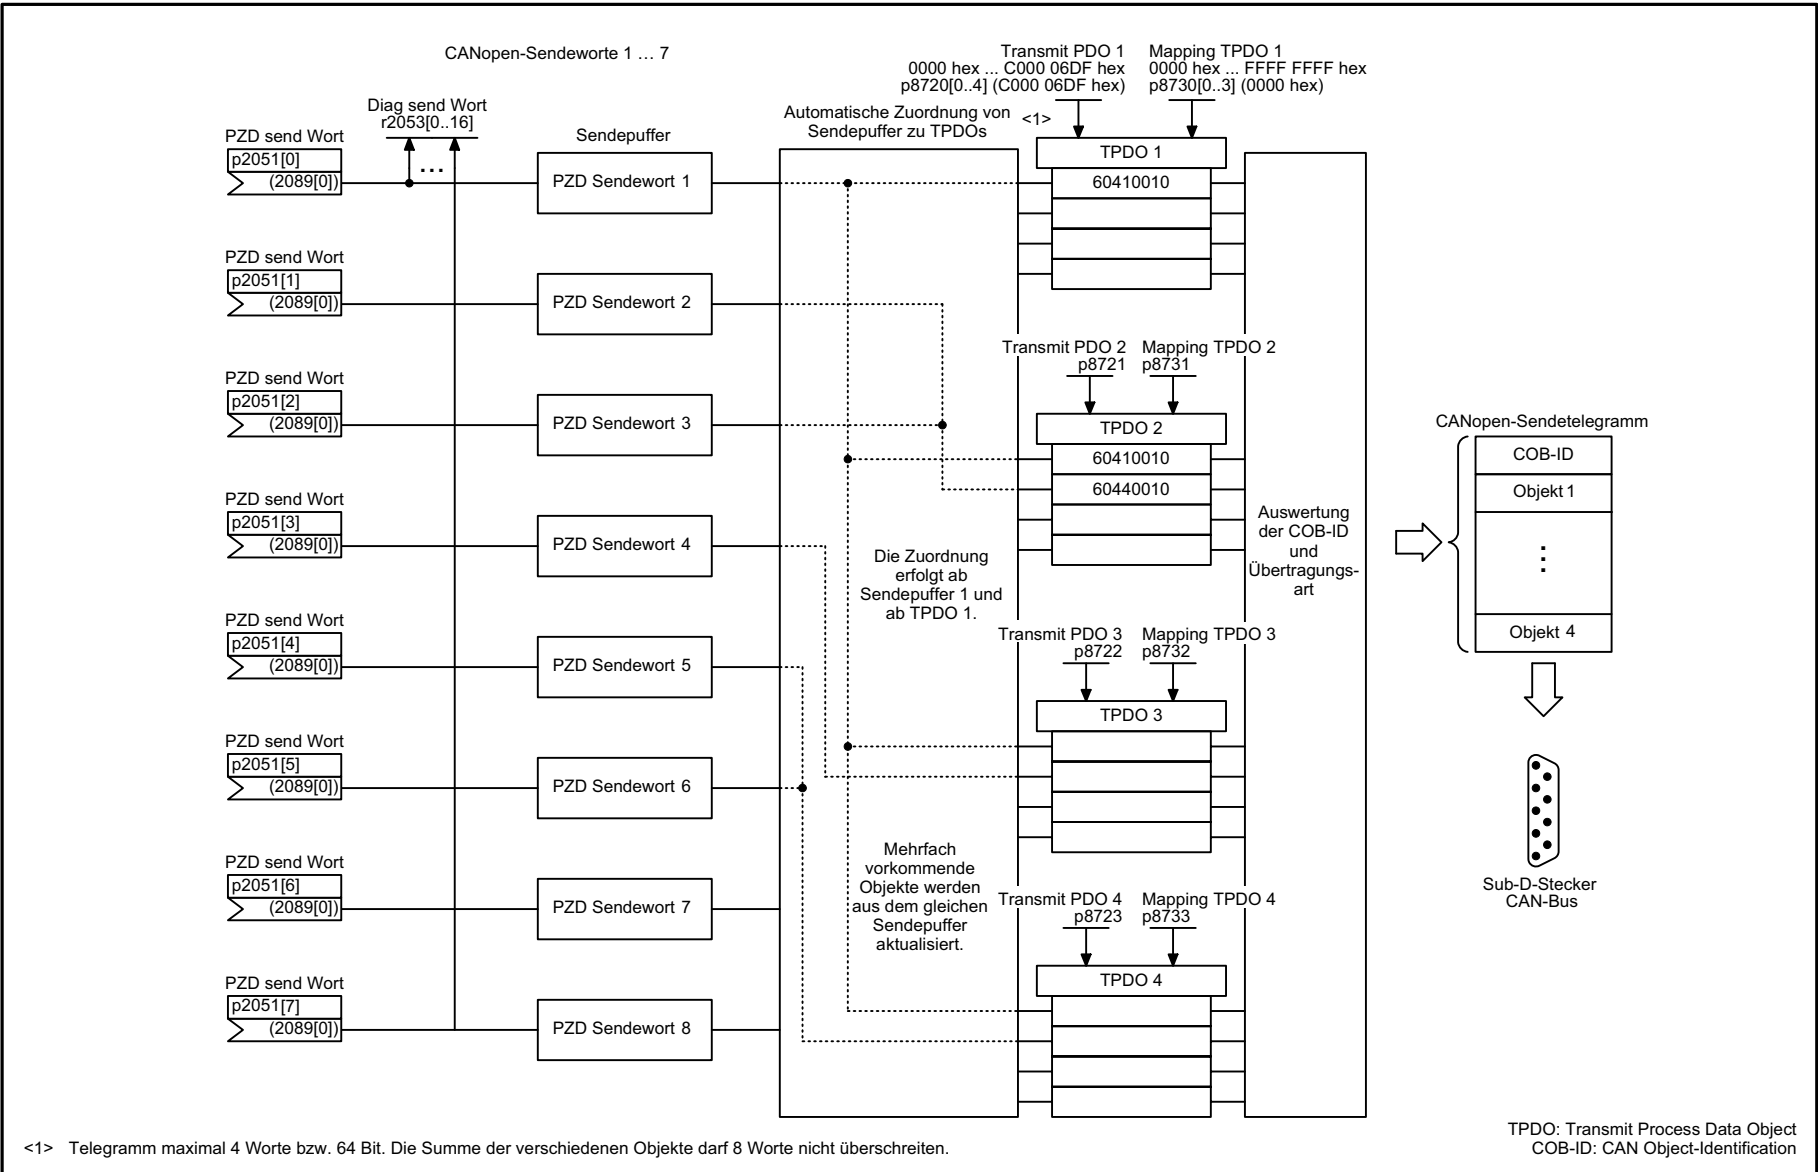 CANopen-Sendeworte 1 … 7
Transmit PDO 1
0000 hex ... C000 06DF hex
p8720[0..4] (C000 06DF hex)
Mapping TPDO 1
0000 hex ... FFFF FFFF hex
p8730[0..3] (0000 hex)
Diag send Wort
r2053[0..16]
Sendepuffer
Automatische Zuordnung von
Sendepuffer zu TPDOs
<1>
PZD send Wort
p2051[0]
(2089[0])
...
PZD Sendewort 1
PZD send Wort
p2051[1]
(2089[0])
PZD Sendewort 2
PZD send Wort
p2051[2]
(2089[0])
PZD Sendewort 3
PZD send Wort
p2051[3]
(2089[0])
PZD Sendewort 4
PZD send Wort
p2051[4]
(2089[0])
PZD Sendewort 5
PZD send Wort
p2051[5]
(2089[0])
PZD Sendewort 6
PZD send Wort
p2051[6]
(2089[0])
PZD Sendewort 7
PZD send Wort
p2051[7]
(2089[0])
PZD Sendewort 8
Die Zuordnung
erfolgt ab
Sendepuffer 1 und
ab TPDO 1.
Mehrfach
vorkommende
Objekte werden
aus dem gleichen
Sendepuffer
aktualisiert.
TPDO 1
60410010
Transmit PDO 2
p8721
Mapping TPDO 2
p8731
TPDO 2
60410010
60440010
Transmit PDO 3
p8722
Mapping TPDO 3
p8732
TPDO 3
Transmit PDO 4
p8723
Mapping TPDO 4
p8733
TPDO 4
Auswertung
der COB-ID
und
Übertragungs-
art
CANopen-Sendetelegramm
COB-ID
Objekt 1
...
Objekt 4
Sub-D-Stecker
CAN-Bus
<1> Telegramm maximal 4 Worte bzw. 64 Bit. Die Summe der verschiedenen Objekte darf 8 Worte nicht überschreiten.
TPDO: Transmit Process Data Object
COB-ID: CAN Object-Identification